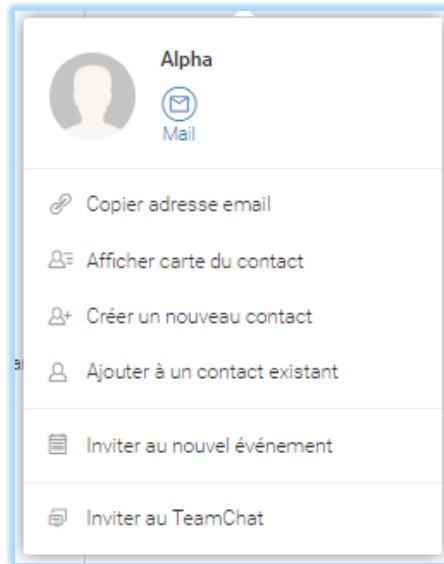 Alpha
Mail
Copier adresse email
Afficher carte du contact
Créer un nouveau contact
Ajouter à un contact existant
Inviter au nouvel événement
Inviter au TeamChat